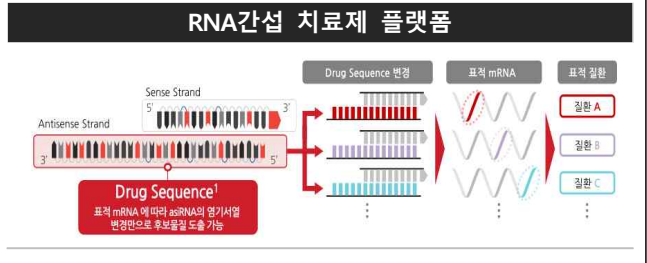 RNA간섭 치료제 플랫폼
Drug Sequence 변경
표적 mRNA
표적 질환
Sense Strand
5' 3'
Antisense Strand
3' 5'
Drug Sequence1
표적 mRNA 에 따라 asiRNA의 염기서열
변경만으로 후보물질 도출 가능
질환 A
질환 B
질환 C